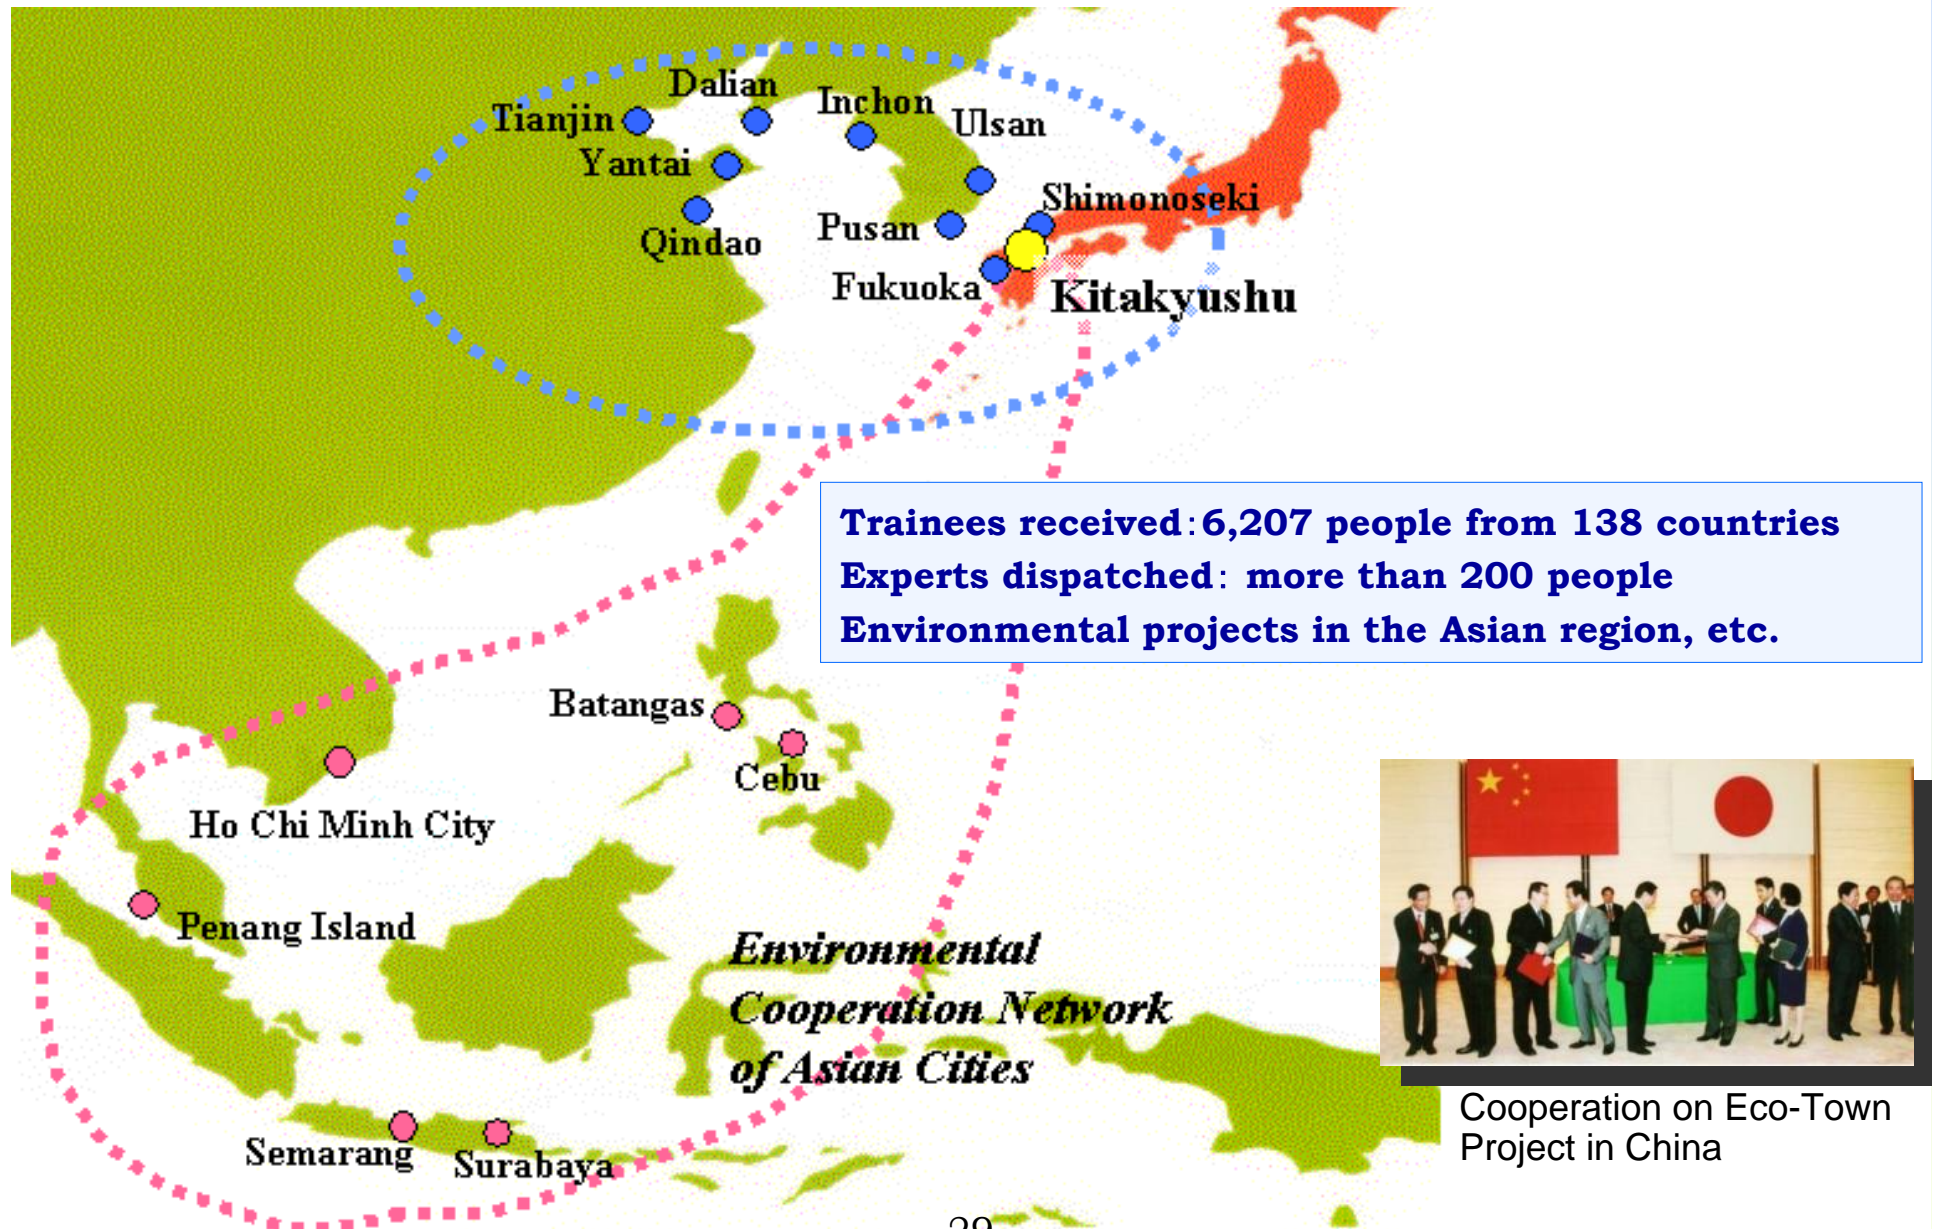 Dalian
Inchon
Tianjin
Ulsan
Yantai
Shimonoseki
Pusan
Qindao
Fukuoka
Kitakyushu
Trainees received:6,207 people from 138 countries
Experts dispatched: more than 200 people
Environmental projects in the Asian region, etc.
Batangas
Cebu
Ho Chi Minh City
Penang Island
Environmental
Cooperation Network
of Asian Cities
Cooperation on Eco-Town
Project in China
Semarang
Surabaya
29